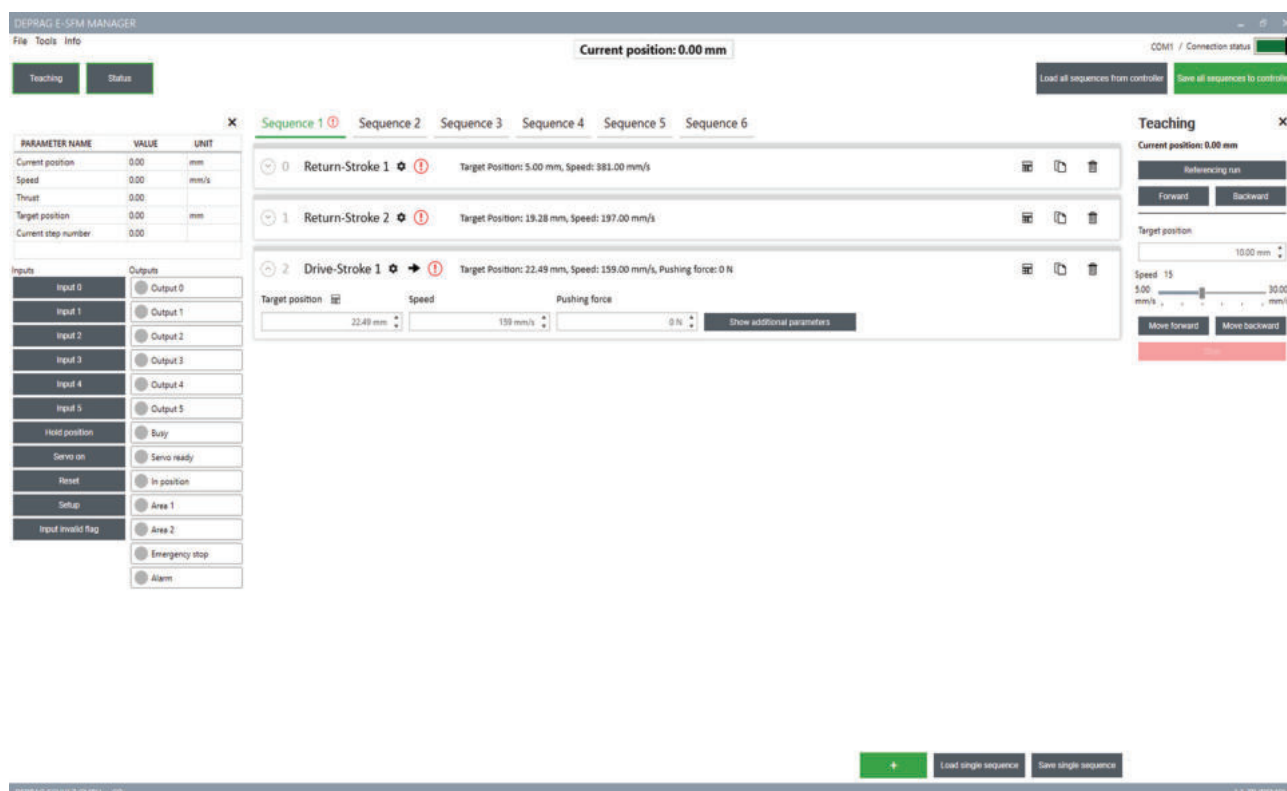 DEPRAG E-SFM MANAGER
File Tools Info
Current position: 0.00 mm
COM1 / Connection status
Teaching Status
Load all sequences from controller Save all sequences to controlle
Sequence 1 Sequence 2 Sequence 3 Sequence 4 Sequence 5 Sequence 6
PARAMETER NAME VALUE UNIT
Current position 0.00 mm
Speed 0.00 mm/s
Thrust 0.00
Target position 0.00 mm
Current step number 0.00
Inputs Outputs
Input 0 Output 0
Input 1 Output 1
Input 2 Output 2
Input 3 Output 3
Input 4 Output 4
Input 5 Output 5
Hold position Busy
Servo on Servo ready
Reset In position
Setup Area 1
Input invalid flag Area 2
Emergency stop
Alarm
0 Return-Stroke 1 Target Position: 5.00 mm, Speed: 381.00 mm/s
1 Return-Stroke 2 Target Position: 19.28 mm, Speed: 197.00 mm/s
2 Drive-Stroke 1 Target Position: 22.49 mm, Speed: 159.00 mm/s, Pushing force: 0 N
Target position Speed Pushing force
22.49 mm 159 mm/s 0 N Show additional parameters
Teaching
Current position: 0.00 mm
Referencing run
Forward Backward
Target position
10.00 mm
Speed 15
5.00 30.00
mm/s mm/
Move forward Move backward
+ Load single sequence Save single sequence